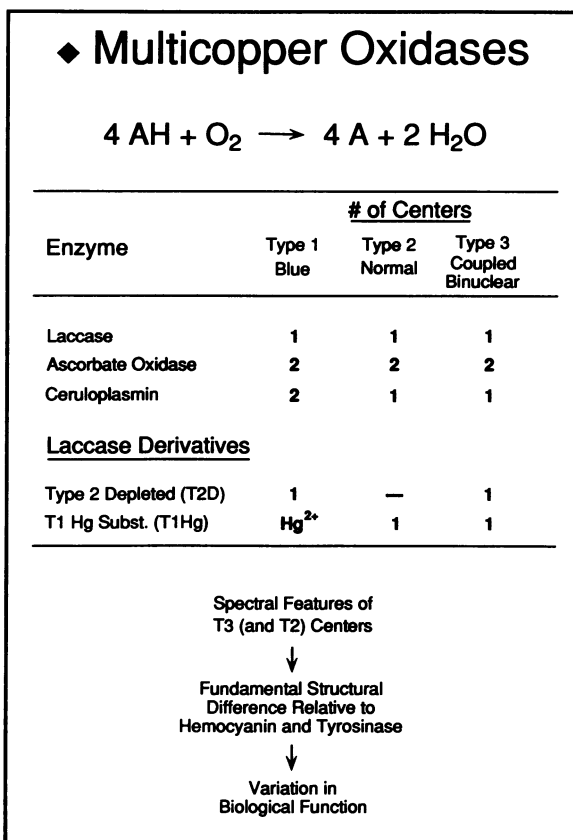 ◆ Multicopper Oxidases
4 AH + O₂ → 4 A + 2 H₂O
# of Centers
Enzyme Type 1 Blue Type 2 Normal Type 3 Coupled Binuclear
Laccase 1 1 1
Ascorbate Oxidase 2 2 2
Ceruloplasmin 2 1 1
Laccase Derivatives
Type 2 Depleted (T2D) 1 — 1
T1 Hg Subst. (T1Hg) Hg²⁺ 1 1
Spectral Features of
T3 (and T2) Centers
↓
Fundamental Structural
Difference Relative to
Hemocyanin and Tyrosinase
↓
Variation in
Biological Function